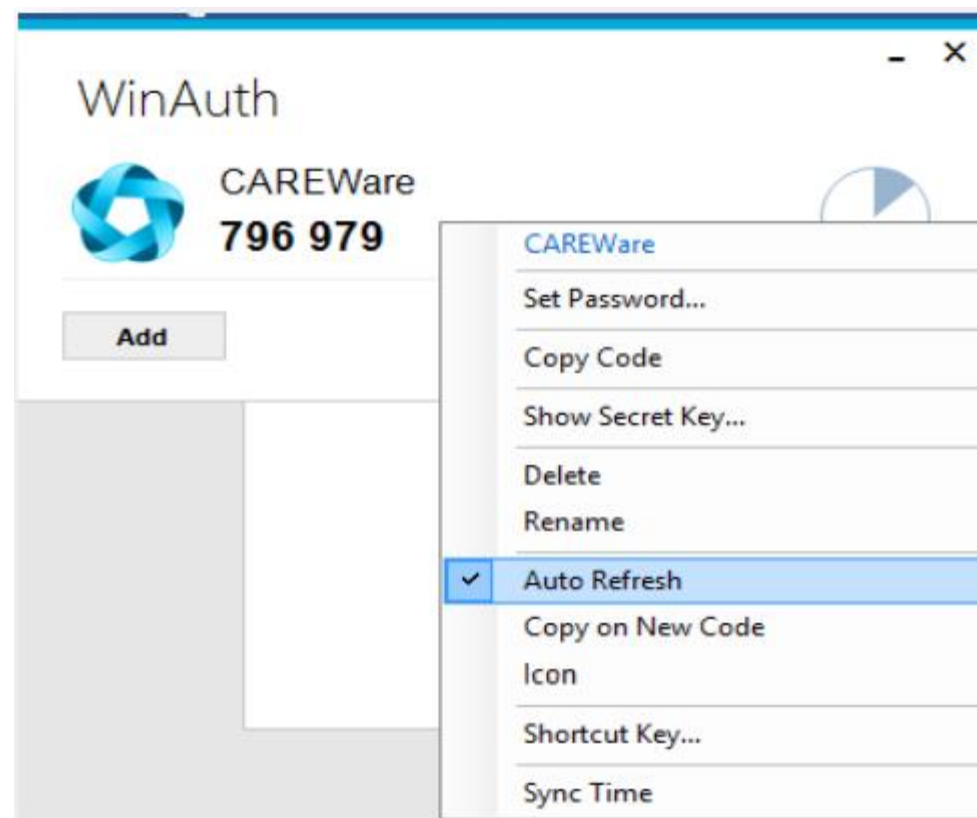 WinAuth
CAREWare
796 979
Add
CAREWare
Set Password...
Copy Code
Show Secret Key...
Delete
Rename
Auto Refresh
Copy on New Code
Icon
Shortcut Key...
Sync Time